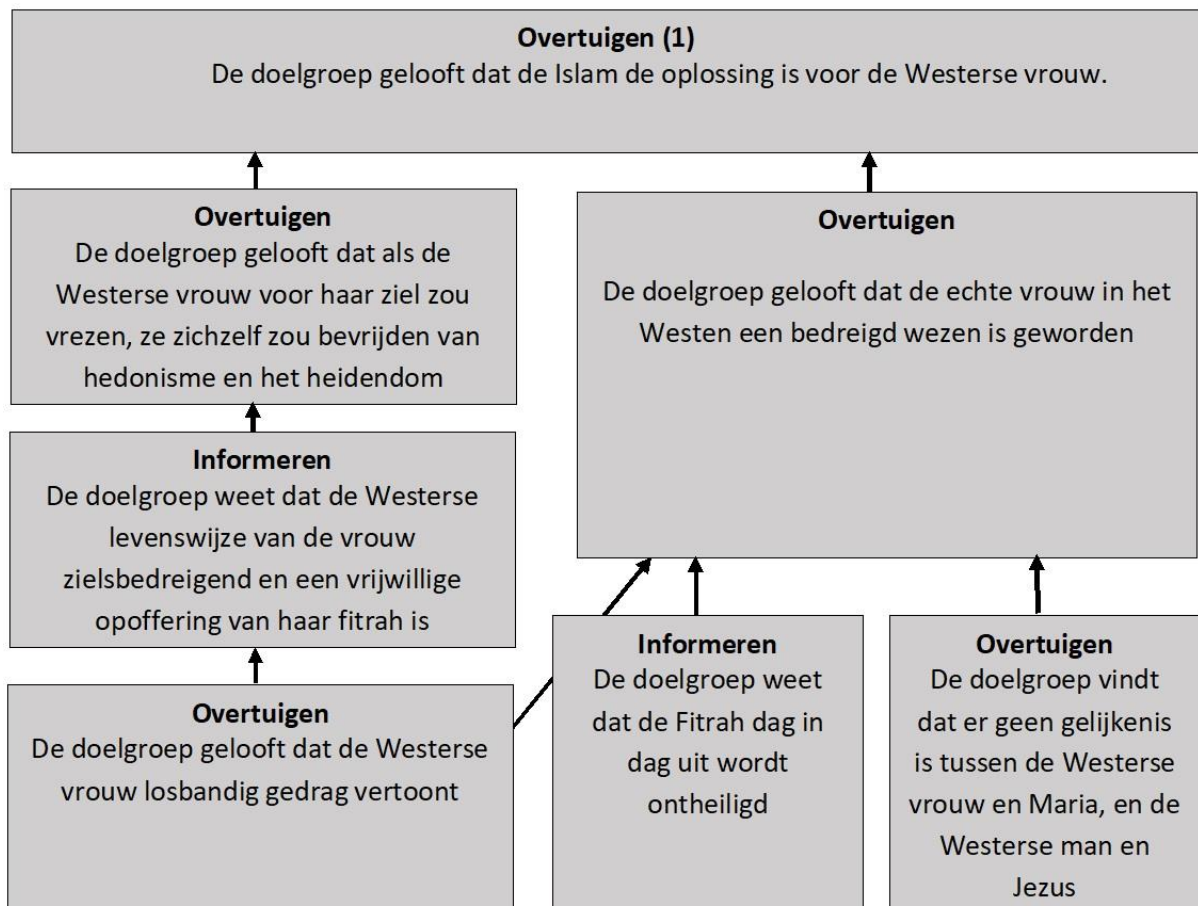 Overtuigen (1)
De doelgroep gelooft dat de Islam de oplossing is voor de Westerse vrouw.
Overtuigen
De doelgroep gelooft dat als de
Westerse vrouw voor haar ziel zou
vrezen, ze zichzelf zou bevrijden van
hedonisme en het heidendom
Overtuigen
De doelgroep gelooft dat de echte vrouw in het
Westen een bedreigd wezen is geworden
Informeren
De doelgroep weet dat de Westerse
levenswijze van de vrouw
zielsbedreigend en een vrijwillige
opoffering van haar fitrah is
Overtuigen
De doelgroep gelooft dat de Westerse
vrouw losbandig gedrag vertoont
Informeren
De doelgroep weet
dat de Fitrah dag in
dag uit wordt
ontheiligd
Overtuigen
De doelgroep vindt
dat er geen gelijkenis
is tussen de Westerse
vrouw en Maria, en de
Westerse man en
Jezus